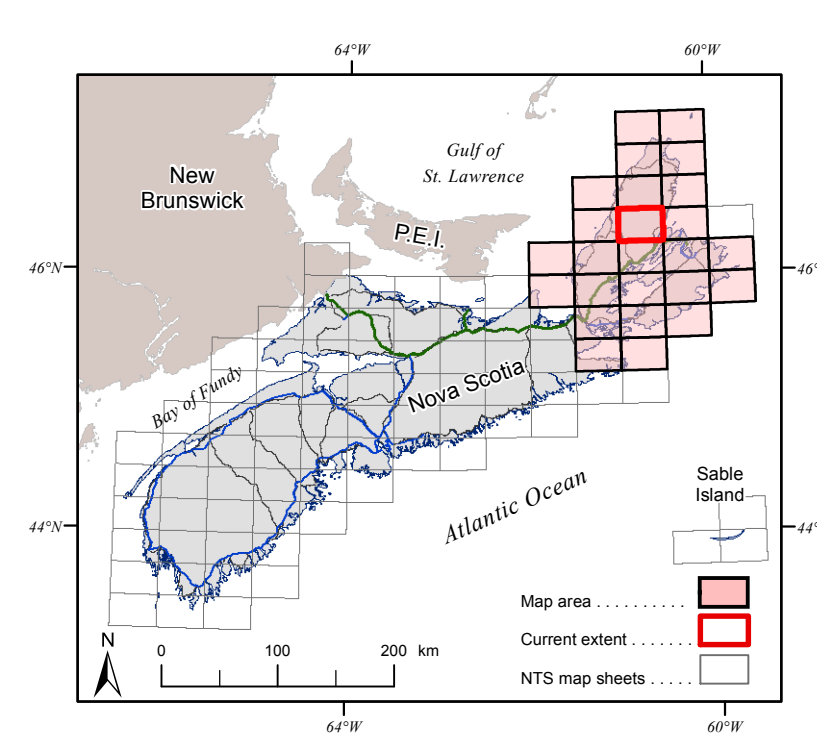 64°W
60°W
Gulf of
St. Lawrence
New
Brunswick
P.E.I.
46°N
46°
Nova Scotia
Bay of Fundy
Sable
Island
Atlantic Ocean
44°N
44°
Map area . . . . . . . . . .
Current extent . . . . . . .
NTS map sheets . . . . .
N
0 100 200 km
64°W
60°W